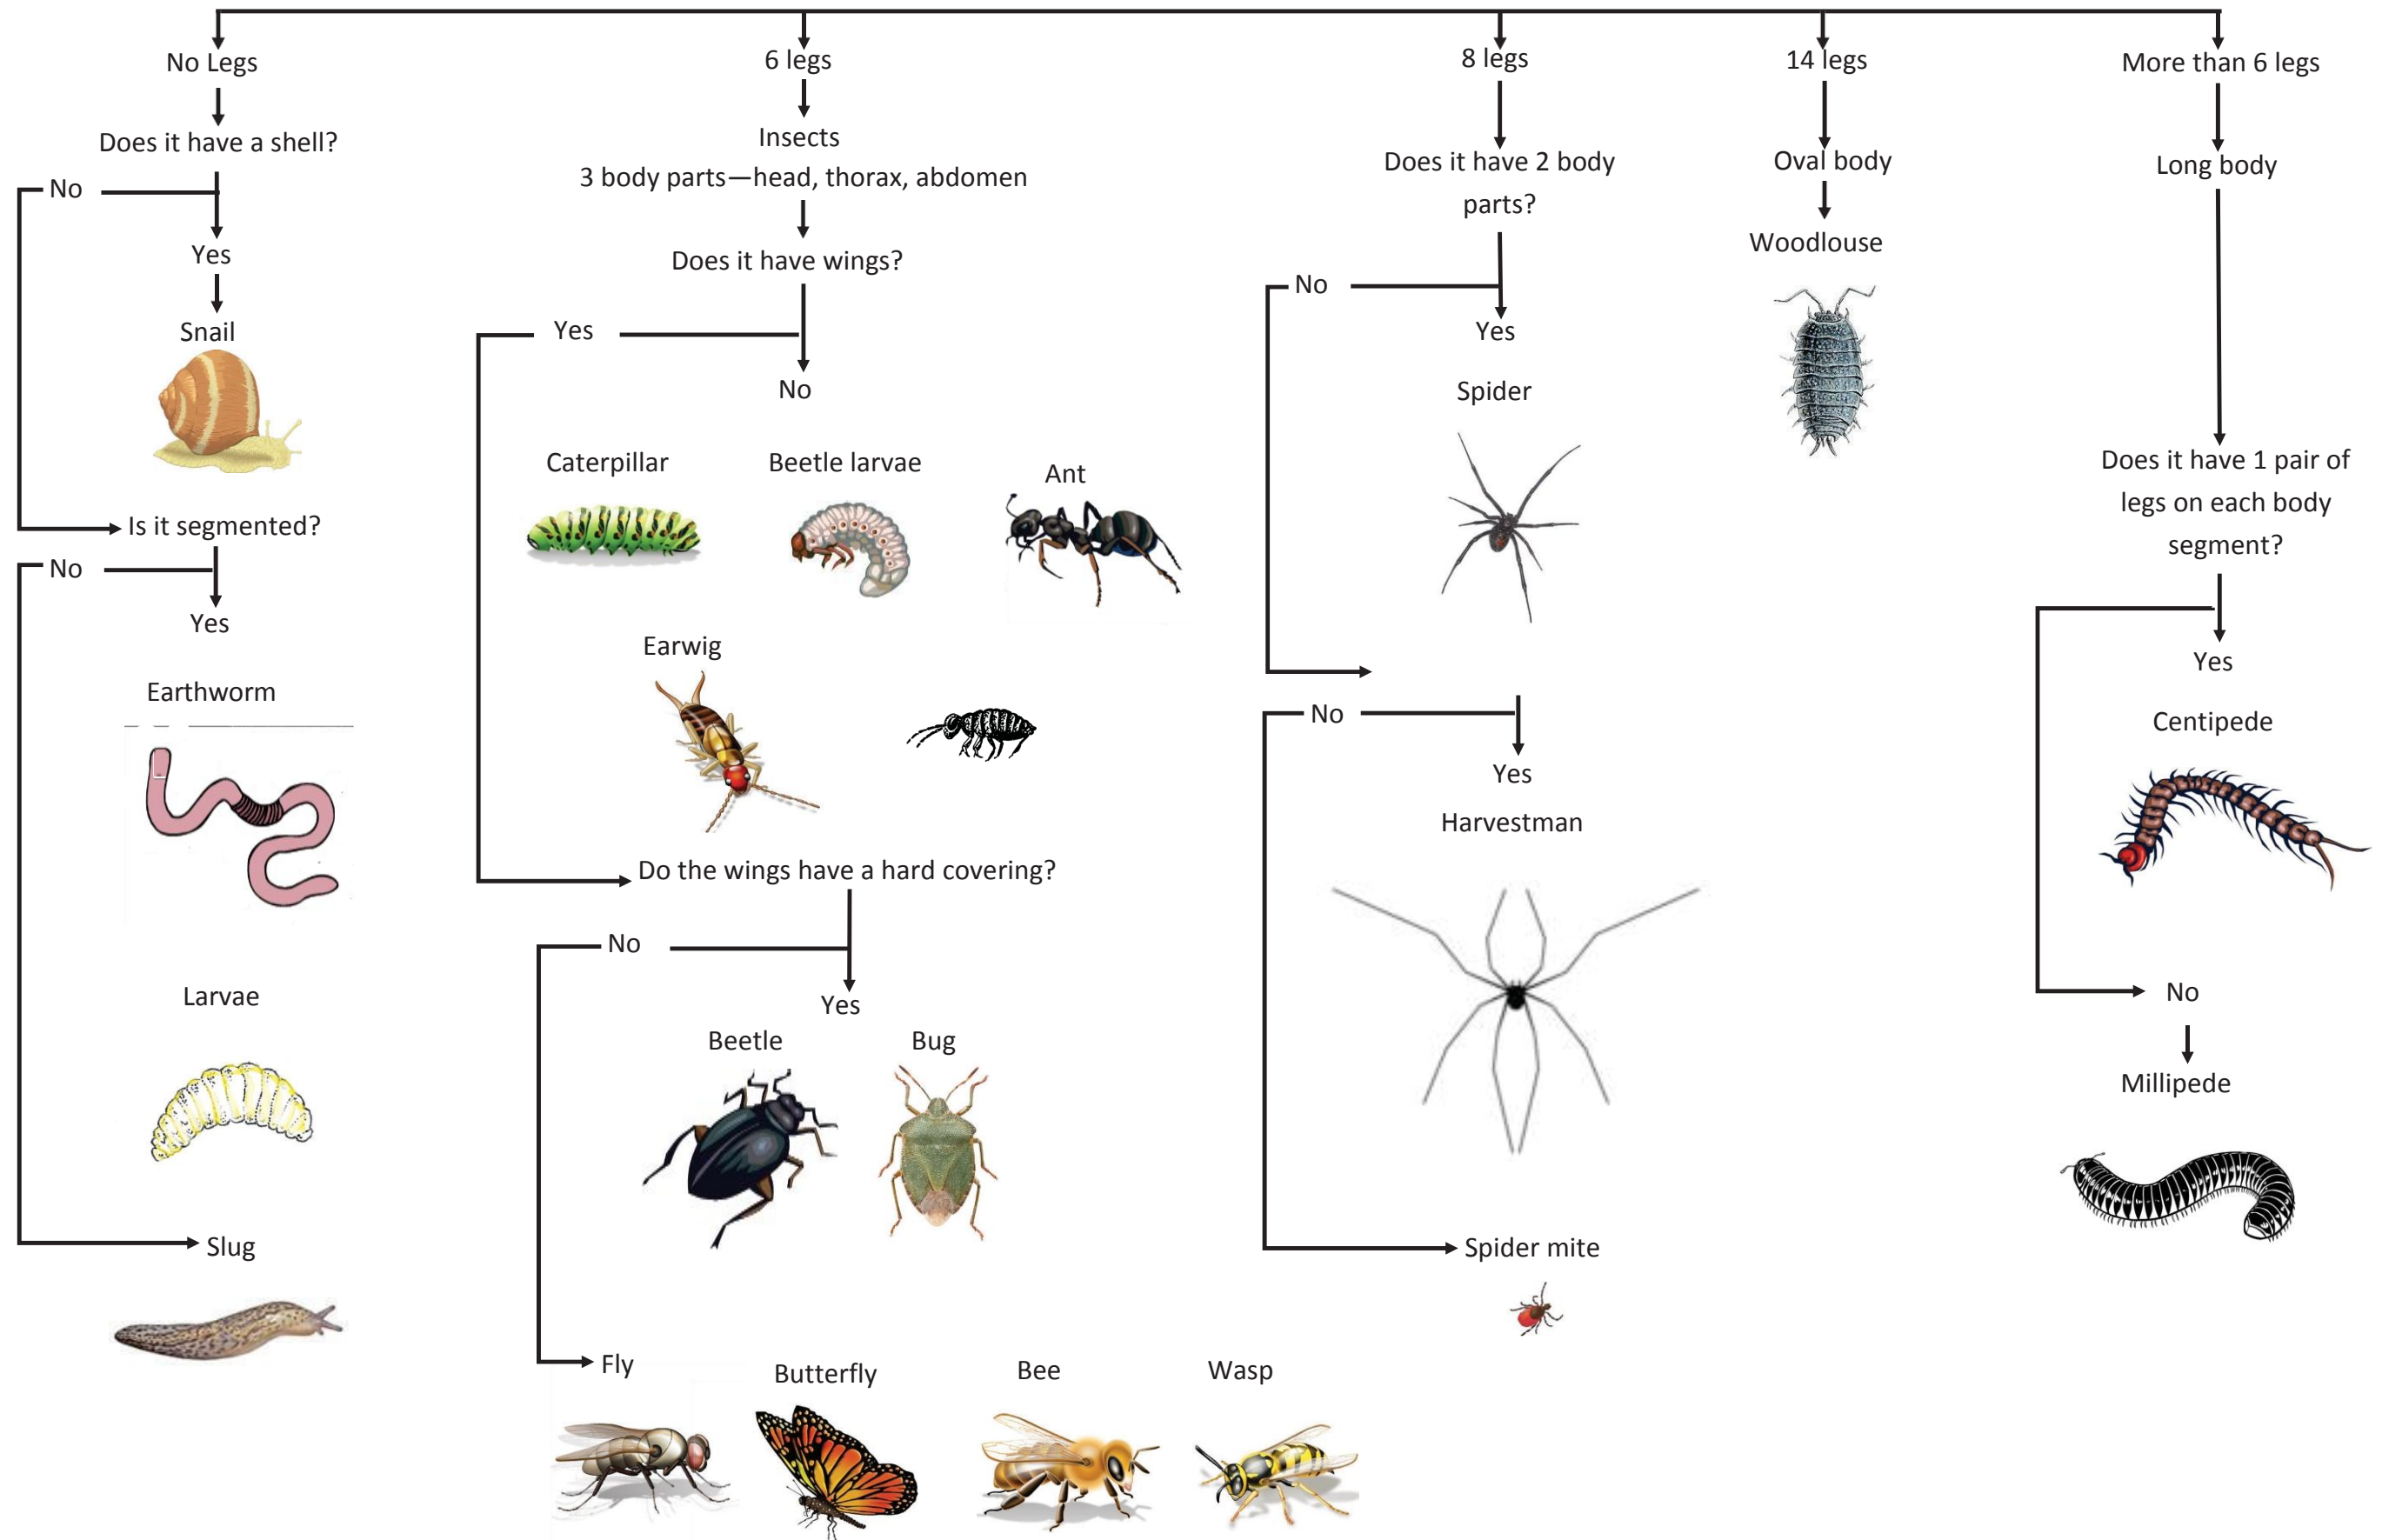 No Legs
Does it have a shell?
No
Yes
Snail
Is it segmented?
No
Yes
Earthworm
Larvae
Slug
6 legs
Insects
3 body parts—head, thorax, abdomen
Does it have wings?
Yes
No
Caterpillar
Beetle larvae
Ant
Earwig
Do the wings have a hard covering?
No
Yes
Beetle
Bug
Fly
Butterfly
Bee
Wasp
8 legs
Does it have 2 body
parts?
No
Yes
Spider
No
Yes
Harvestman
Spider mite
14 legs
Oval body
Woodlouse
More than 6 legs
Long body
Does it have 1 pair of
legs on each body
segment?
Yes
Centipede
No
Millipede